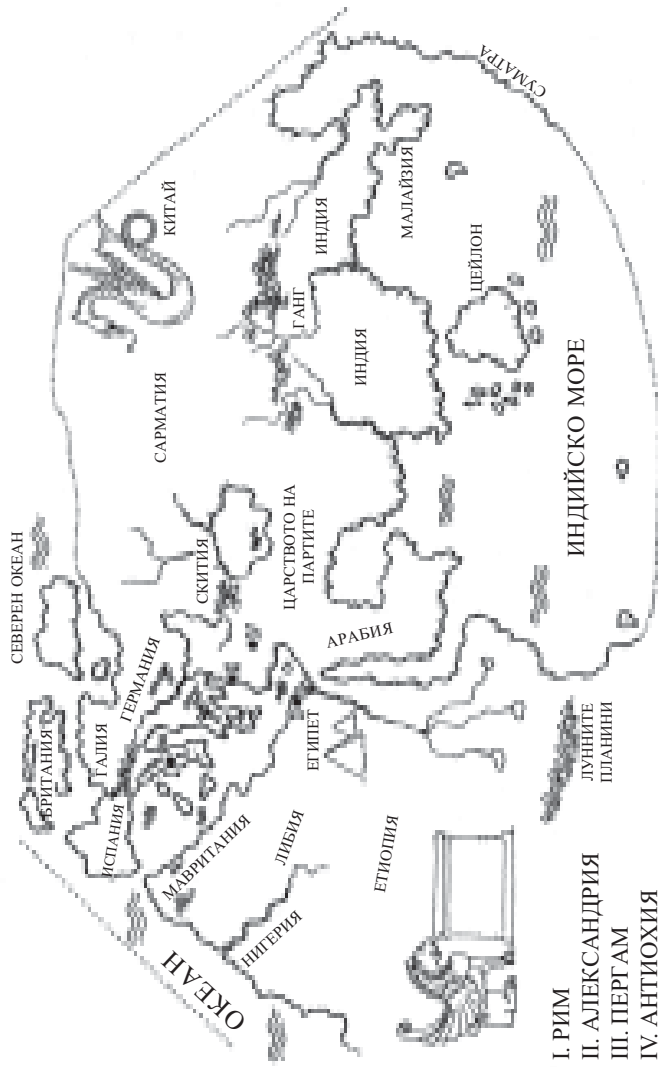 СЕВЕРЕН ОКЕАН
БРИТАНИЯ
ГАЛИЯ
ГЕРМАНИЯ
ИСПАНИЯ
СКИТИЯ
САРМАТИЯ
КИТАЙ
ОКЕАН
МАВРИТАНИЯ
ЛИБИЯ
НИГЕРИЯ
ЕГИПЕТ
ЕТИОПИЯ
АРАБИЯ
ЦАРСТВОТО НА
ПАРТИТЕ
ГАНГ
ИНДИЯ
ИНДИЯ
МАЛАЙЗИЯ
СУМАТРА
ЦЕЙЛОН
ИНДИЙСКО МОРЕ
ЛУННИТЕ
ПЛАНИНИ
I. РИМ
II. АЛЕКСАНДРИЯ
III. ПЕРГАМ
IV. АНТИОХИЯ